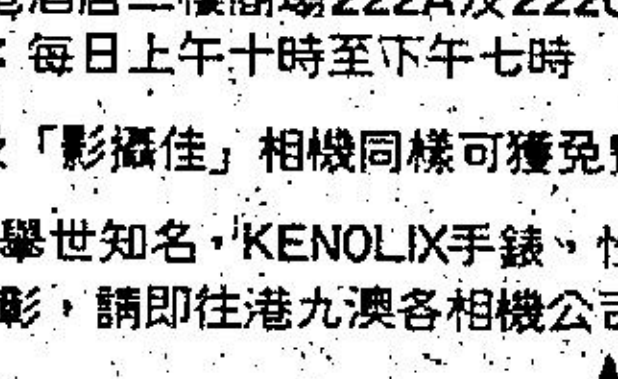 酒店二樓商場222A及222C
：每日上午十時至下午七時
「影攝佳」相機同樣可獲免費
舉世知名，KENOLIX手錶、
彰，請即往港九澳各相機公司